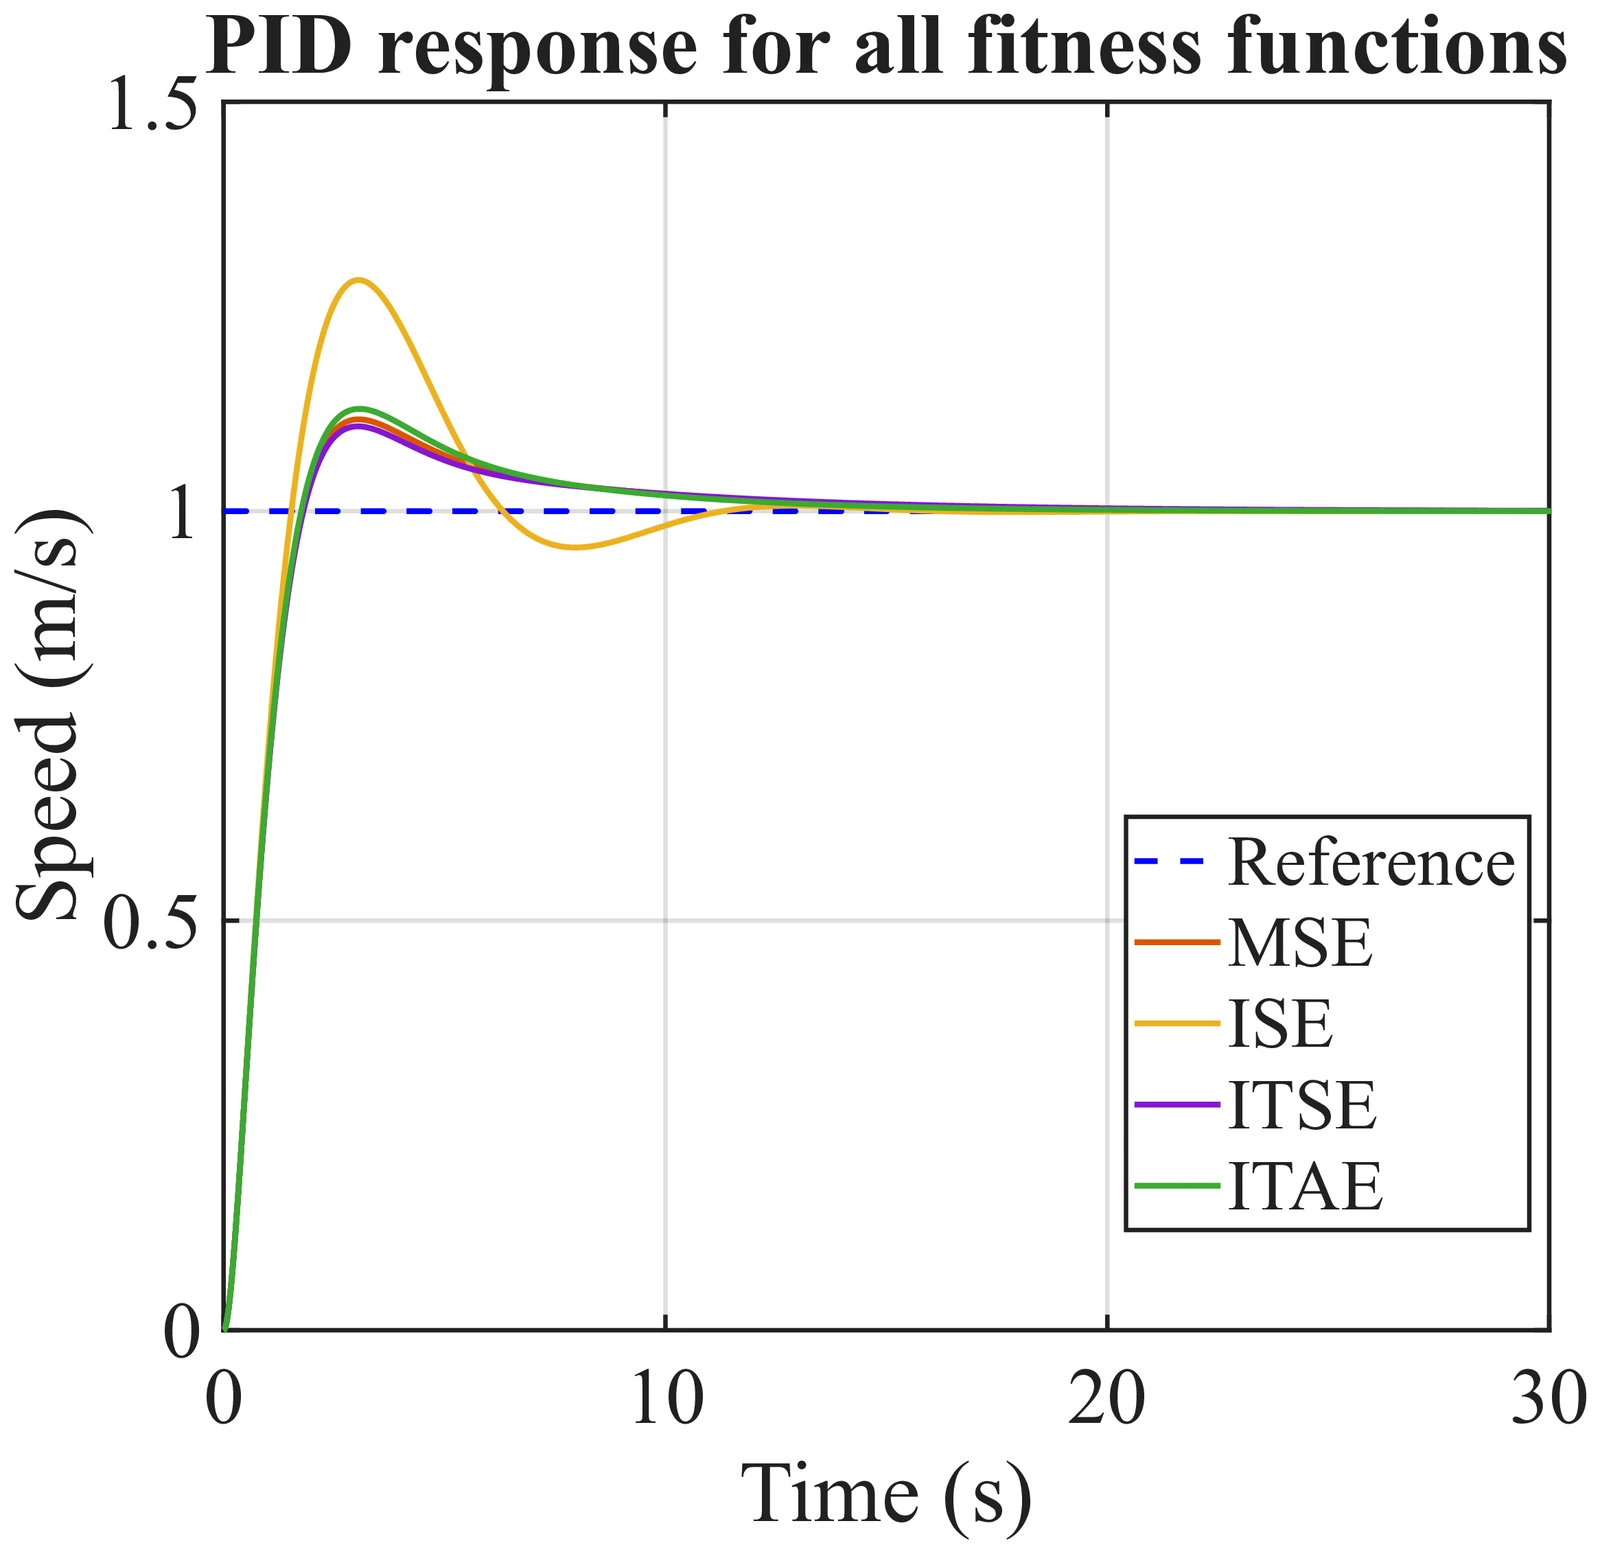 PID response for all fitness functions
1.5
1
0.5
0
0 10 20 30
Speed (m/s)
Time (s)
Reference
MSE
ISE
ITSE
ITAE